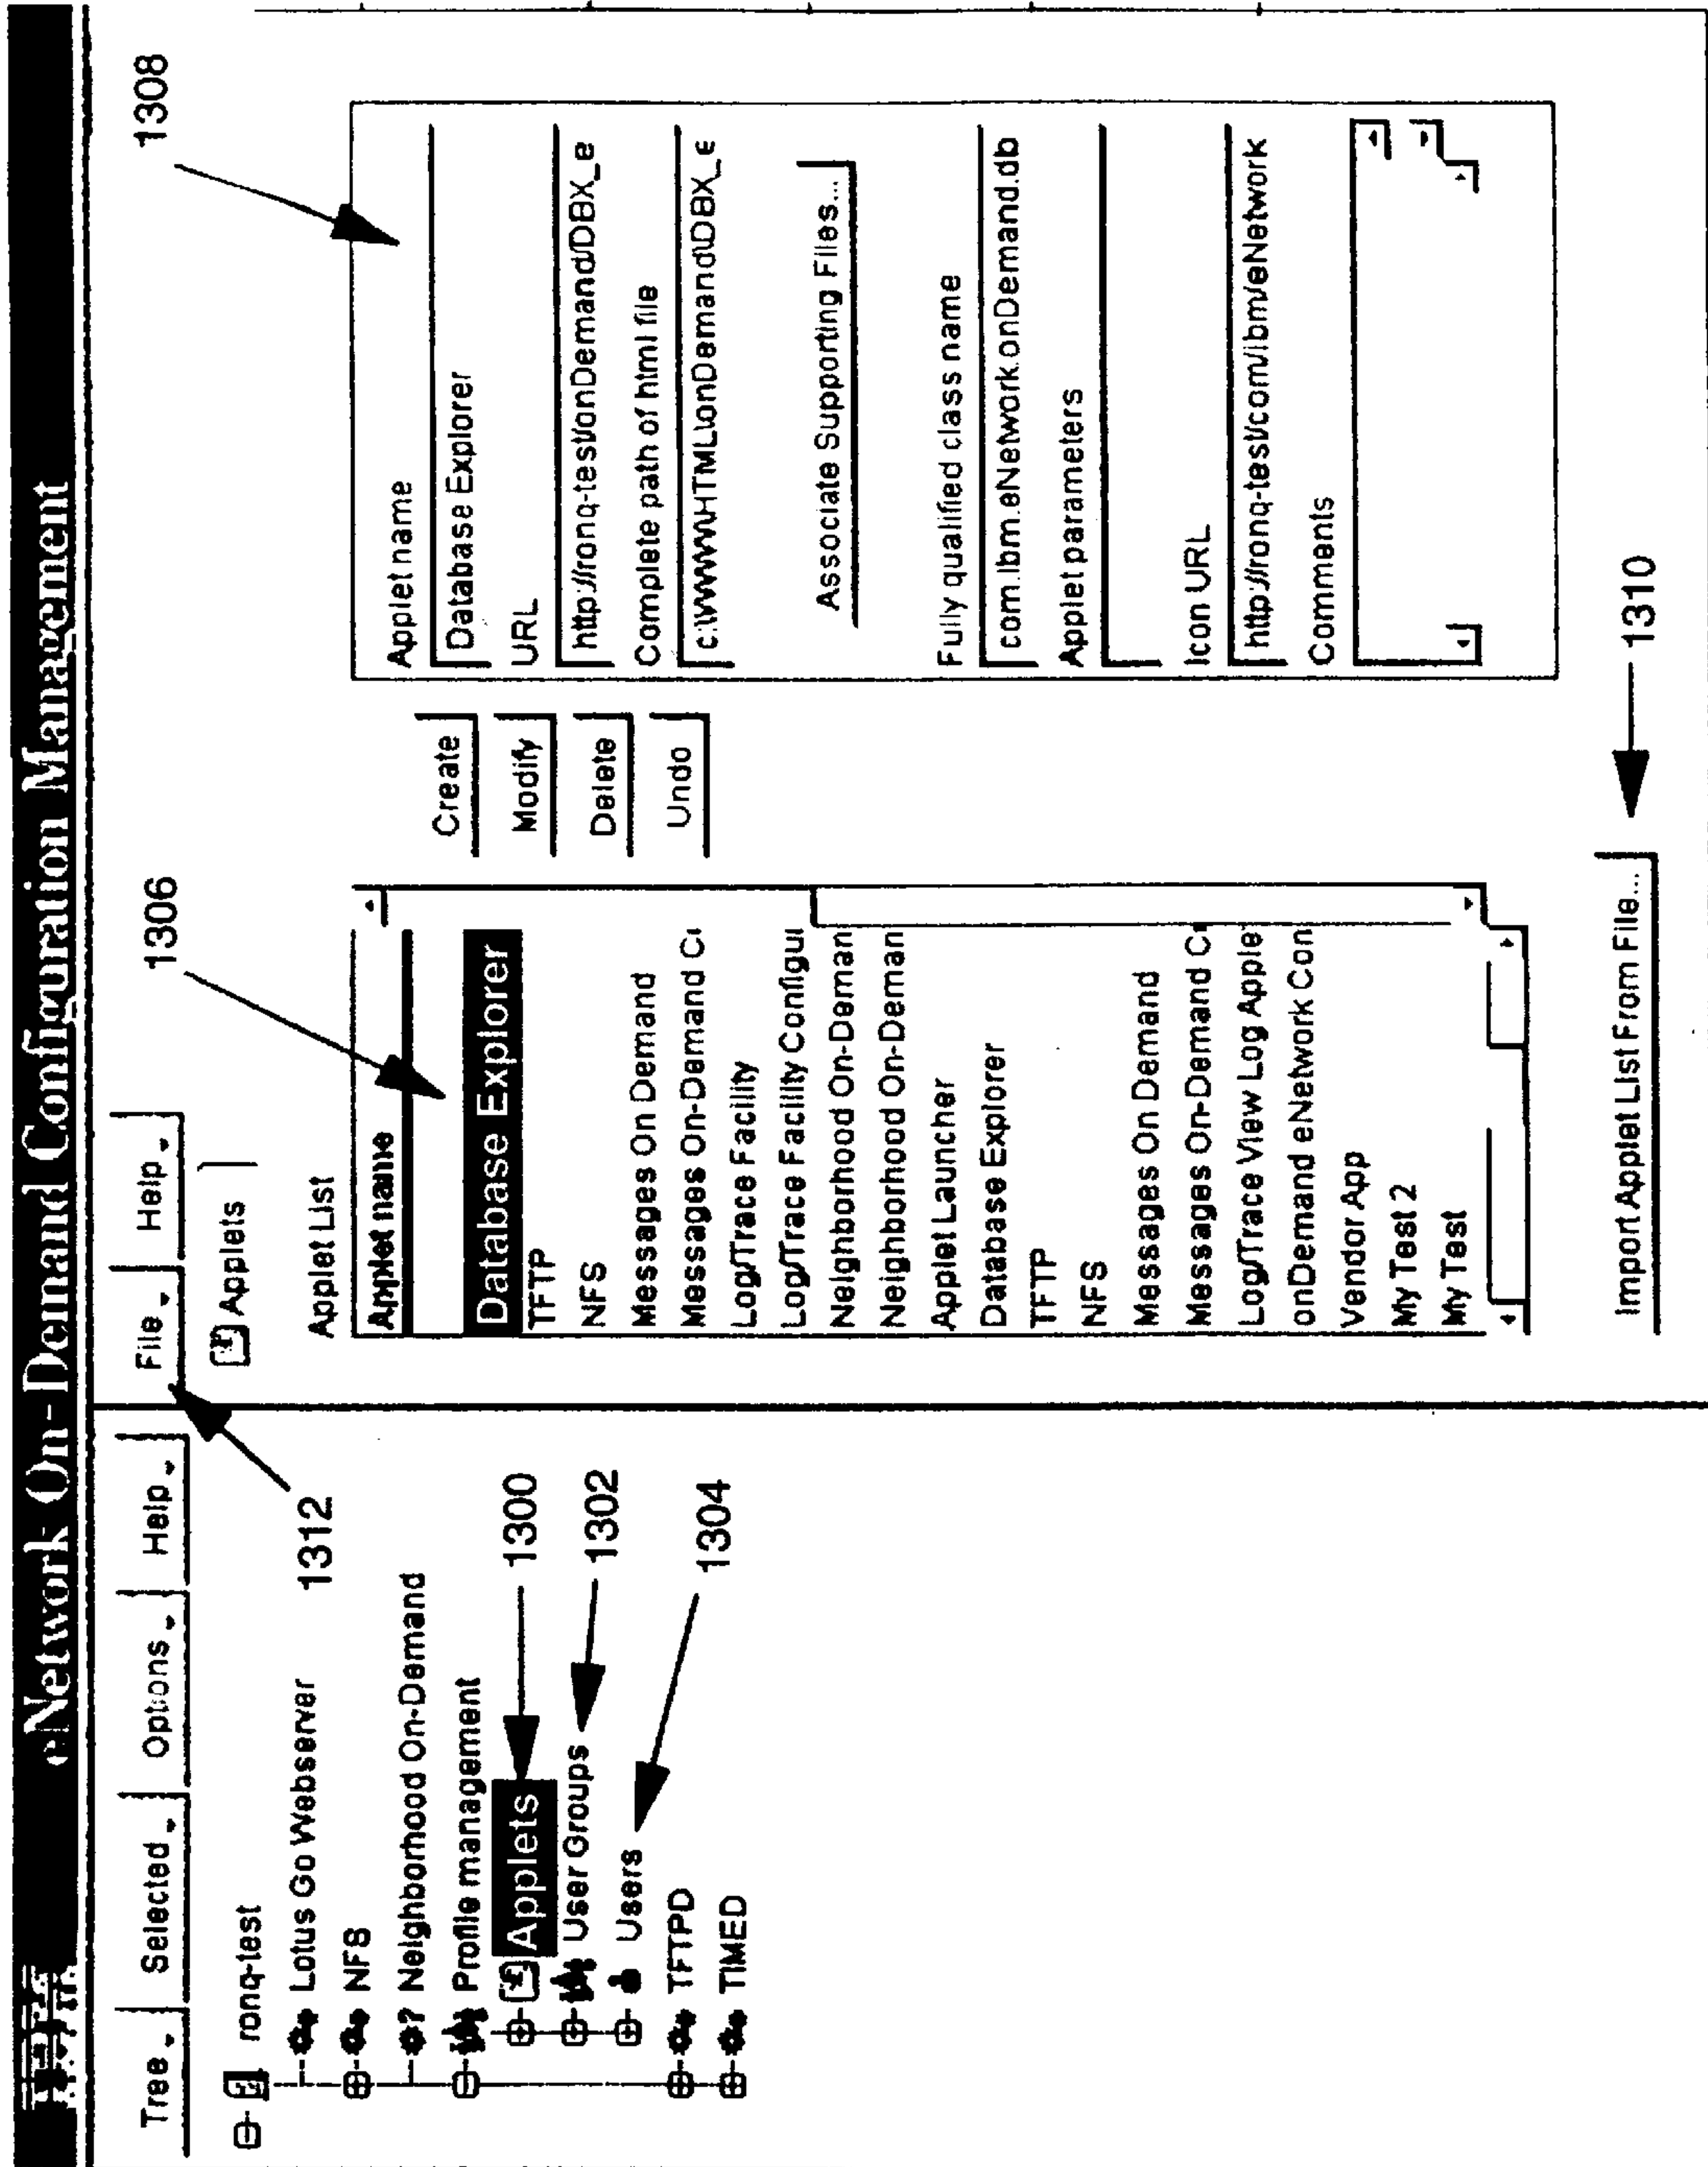 eNetwork On-Demand Configuration Management
Tree Selected Options Help
File Help
1312
1306
1308
ronq-test
Lotus Go Webserver
NFS
Neighborhood On-Demand
Profile management
Applets
User Groups
Users
TFTPD
TIMED
1300
1302
1304
Applets
Applet List
Applet name
Database Explorer
TFTP
NFS
Messages On Demand
Messages On-Demand
Log/Trace Facility
Log/Trace Facility Configu
Neighborhood On-Deman
Neighborhood On-Deman
Applet Launcher
Database Explorer
TFTP
NFS
Messages On Demand
Messages On-Demand
Log/Trace View Log Apple
onDemand eNetwork Con
Vendor App
My Test 2
My Test
Import Applet List From File...
1310
Create
Modify
Delete
Undo
Applet name
Database Explorer
URL
http://ronq-test/onDemand/DBX_e
Complete path of html file
c:\WWW\HTML\onDemand\DBX_e
Associate Supporting Files...
Fully qualified class name
com.ibm.eNetwork.onDemand.db
Applet parameters
Icon URL
http://ronq-test/com/ibm/eNetwork
Comments